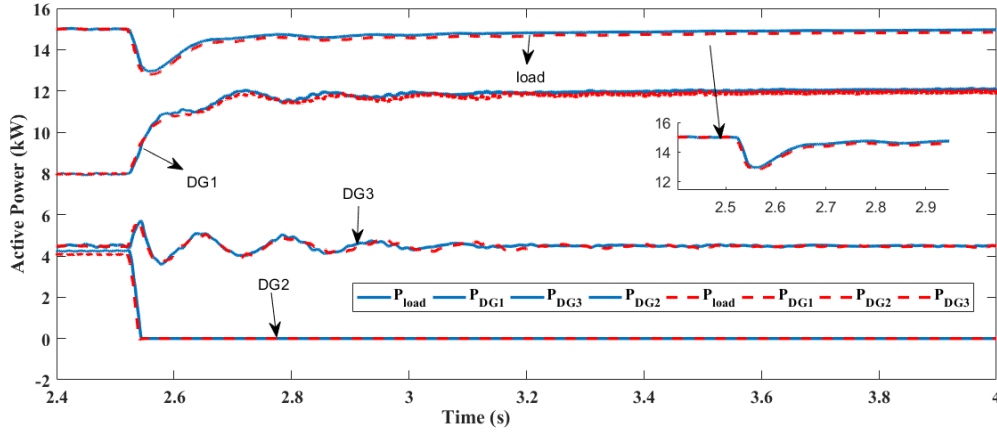 16
14
12
10
8
6
4
2
0
-2
Active Power (kW)
load
DG1
DG3
DG2
16
14
12
2.5 2.6 2.7 2.8 2.9
Pload PDG1 PDG3 PDG2 Pload PDG1 PDG2 PDG3
2.4 2.6 2.8 3 3.2 3.4 3.6 3.8 4
Time (s)